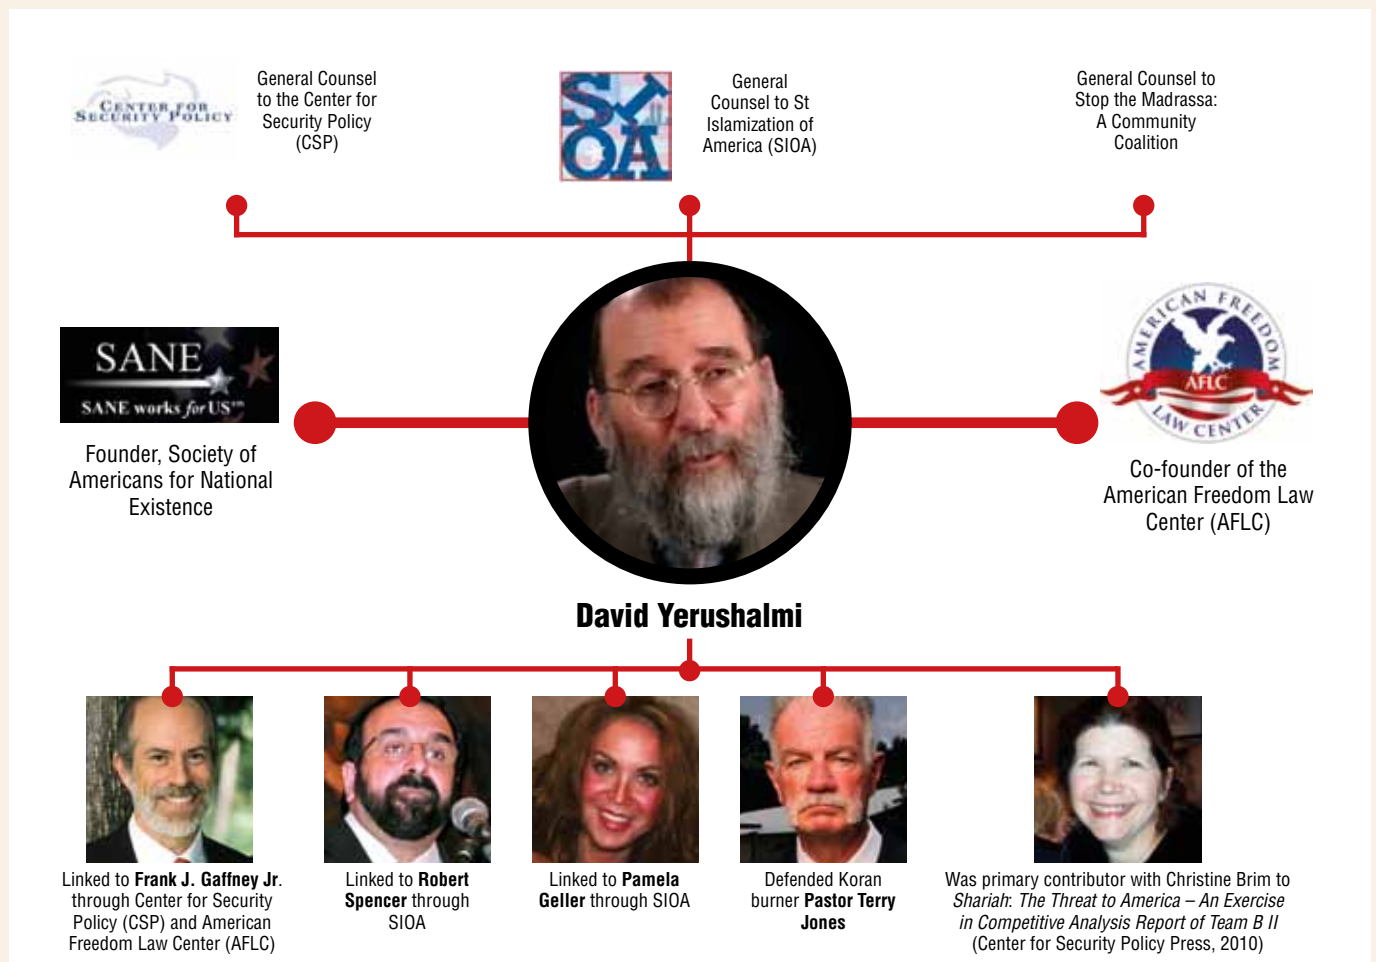 CENTER FOR
SECURITY POLICY
General Counsel
to the Center for
Security Policy
(CSP)
SIOA
General
Counsel to St
Islamization of
America (SIOA)
General Counsel to
Stop the Madrassa:
A Community
Coalition
SANE
SANE works for US℠
Founder, Society of
Americans for National
Existence
AMERICAN FREEDOM
AFLC
LAW CENTER
Co-founder of the
American Freedom Law
Center (AFLC)
David Yerushalmi
Linked to Frank J. Gaffney Jr.
through Center for Security
Policy (CSP) and American
Freedom Law Center (AFLC)
Linked to Robert
Spencer through
SIOA
Linked to Pamela
Geller through SIOA
Defended Koran
burner Pastor Terry
Jones
Was primary contributor with Christine Brim to
Shariah: The Threat to America – An Exercise
in Competitive Analysis Report of Team B II
(Center for Security Policy Press, 2010)